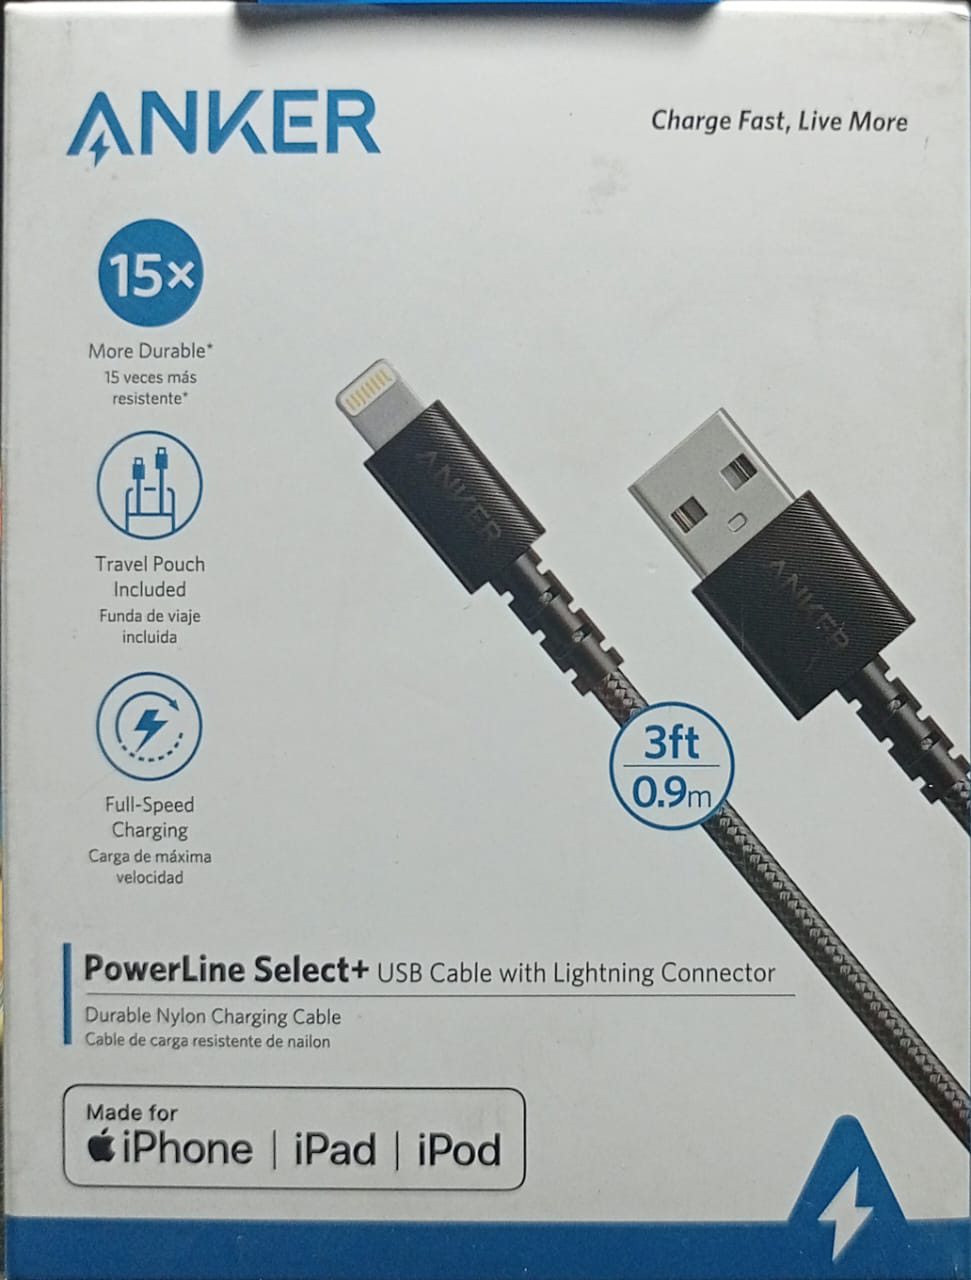 ANKER
Charge Fast, Live More
15×
More Durable*
15 veces más
resistente*
Travel Pouch
Included
Funda de viaje
incluida
Full-Speed
Charging
Carga de máxima
velocidad
ANKER
ANKER
3ft
0.9m
PowerLine Select+ USB Cable with Lightning Connector
Durable Nylon Charging Cable
Cable de carga resistente de nailon
Made for
iPhone | iPad | iPod